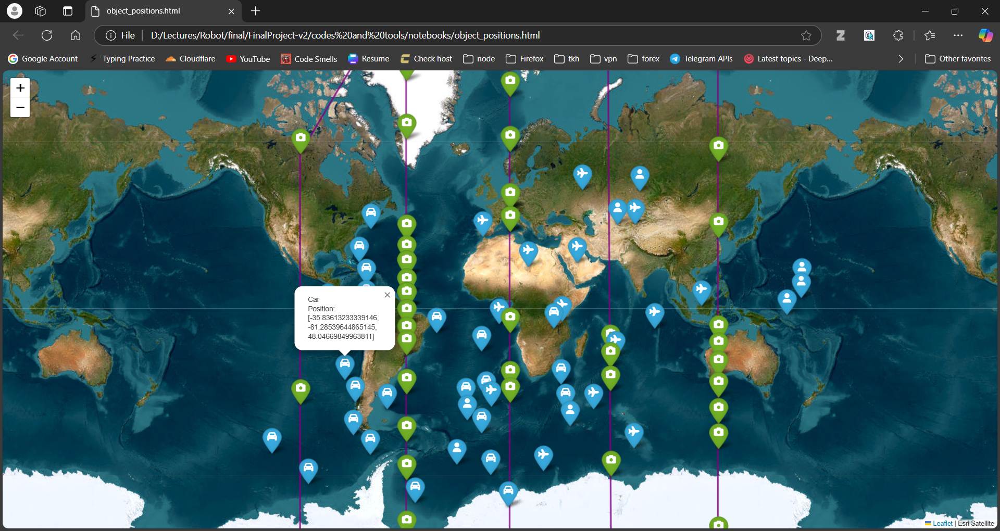 object_positions.html
File
D:/Lectures/Robot/final/FinalProject-v2/codes%20and%20tools/notebooks/object_positions.html
Google Account
Typing Practice
Cloudflare
YouTube
Code Smells
Resume
Check host
node
Firefox
tkh
vpn
forex
Telegram APIs
Latest topics - Deep...
Other favorites
+
−
Car
Position:
[-35.83613233339146,
-81.28539644865145,
48.04669849963811]
Leaflet | Esri Satellite